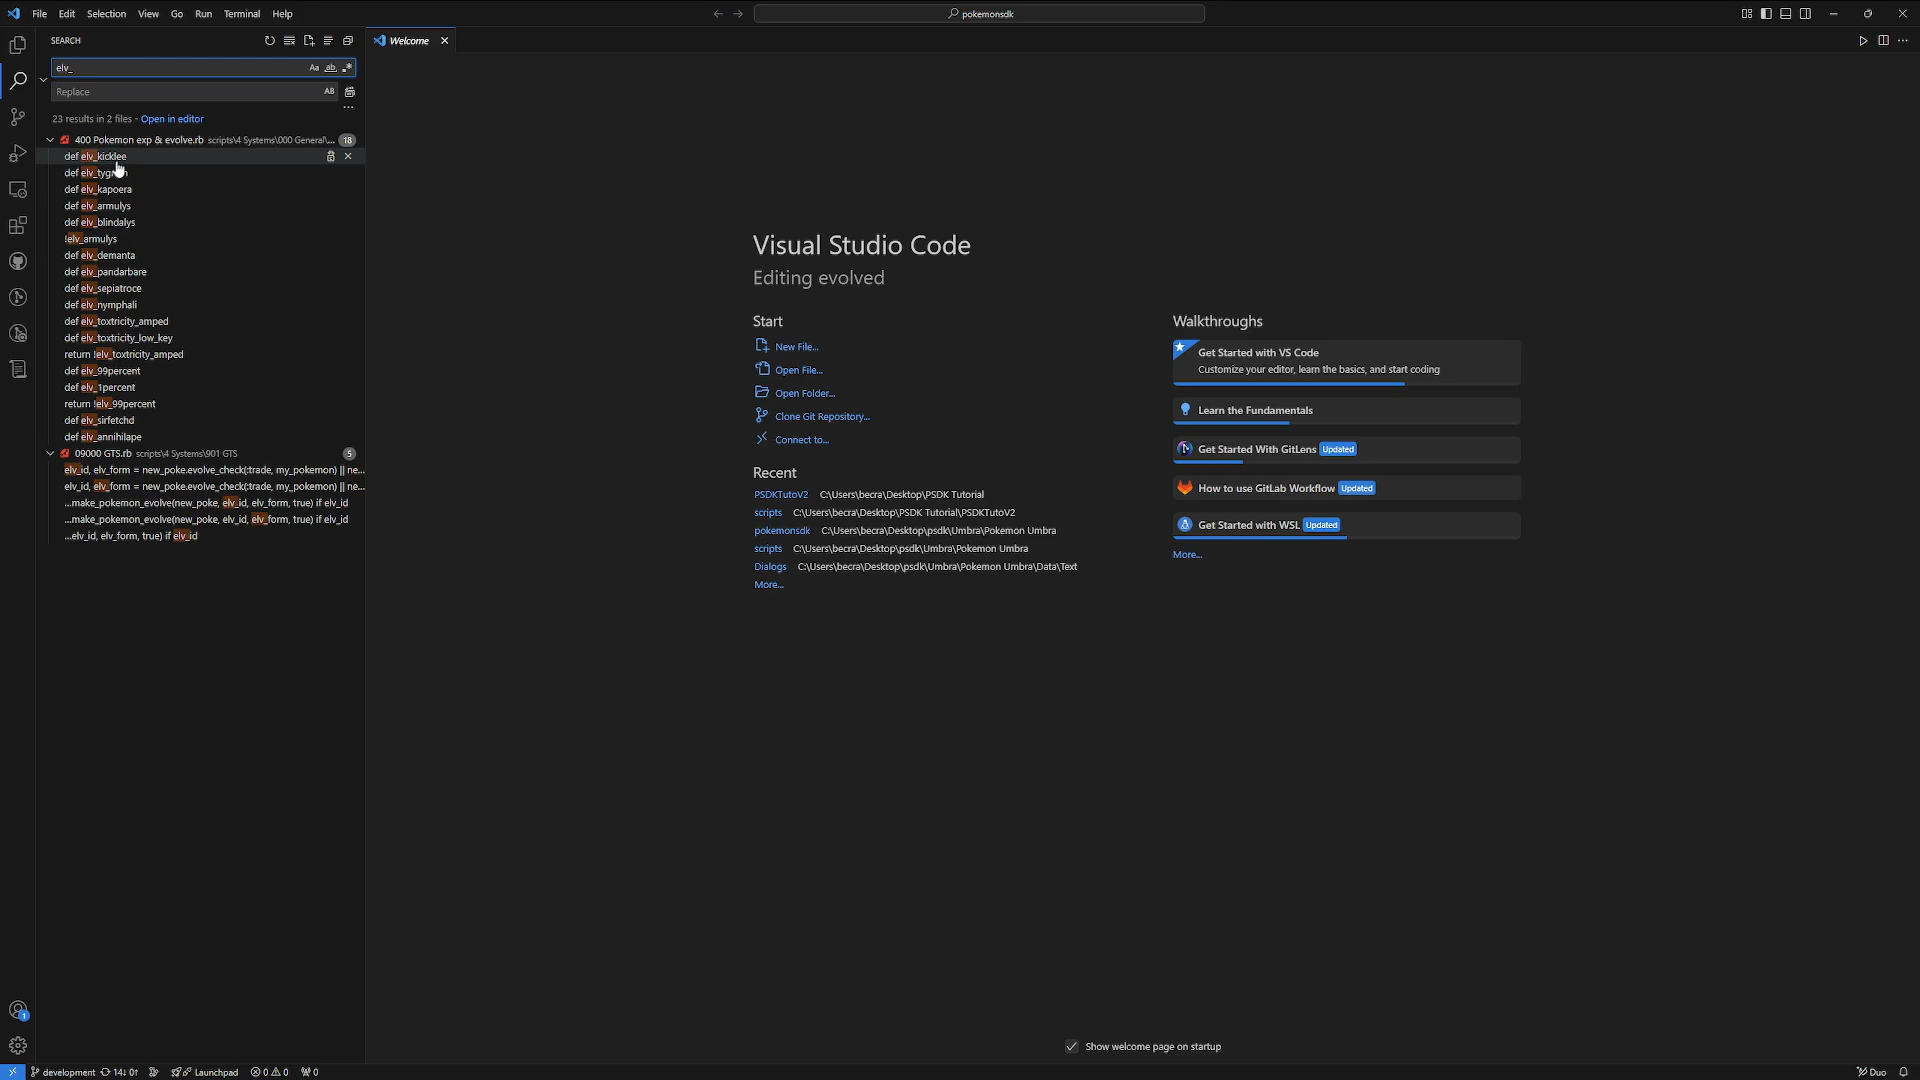 File Edit Selection View Go Run Terminal Help
pokemonsdk
SEARCH
Welcome
elv_
Aa ab .*
Replace
AB
23 results in 2 files - Open in editor
400 Pokemon exp & evolve.rb scripts\4 Systems\000 General\... 18
def elv_kicklee
def elv_kapoera
def elv_armulys
def elv_blindalys
!elv_armulys
def elv_demanta
def elv_pandarbare
def elv_sepiatroce
def elv_nymphali
def elv_toxtricity_amped
def elv_toxtricity_low_key
return !elv_toxtricity_amped
def elv_99percent
def elv_1percent
return !elv_99percent
def elv_sirfetchd
def elv_annihilape
09000 GTS.rb scripts\4 Systems\901 GTS 5
elv_id, elv_form = new_poke.evolve_check(:trade, my_pokemon) || ne...
elv_id, elv_form = new_poke.evolve_check(:trade, my_pokemon) || ne...
...make_pokemon_evolve(new_poke, elv_id, elv_form, true) if elv_id
...make_pokemon_evolve(new_poke, elv_id, elv_form, true) if elv_id
...elv_id, elv_form, true) if elv_id
Visual Studio Code
Editing evolved
Start
New File...
Open File...
Open Folder...
Clone Git Repository...
Connect to...
Recent
PSDKTutoV2 C:\Users\becra\Desktop\PSDK Tutorial
scripts C:\Users\becra\Desktop\PSDK Tutorial\PSDKTutoV2
pokemonsdk C:\Users\becra\Desktop\psdk\Umbra\Pokemon Umbra
scripts C:\Users\becra\Desktop\psdk\Umbra\Pokemon Umbra
Dialogs C:\Users\becra\Desktop\psdk\Umbra\Pokemon Umbra\Data\Text
More...
Walkthroughs
Get Started with VS Code
Customize your editor, learn the basics, and start coding
Learn the Fundamentals
Get Started With GitLens Updated
How to use GitLab Workflow Updated
Get Started with WSL Updated
More...
Show welcome page on startup
1
development 14↓ 0↑ Launchpad 0 0 0
Duo